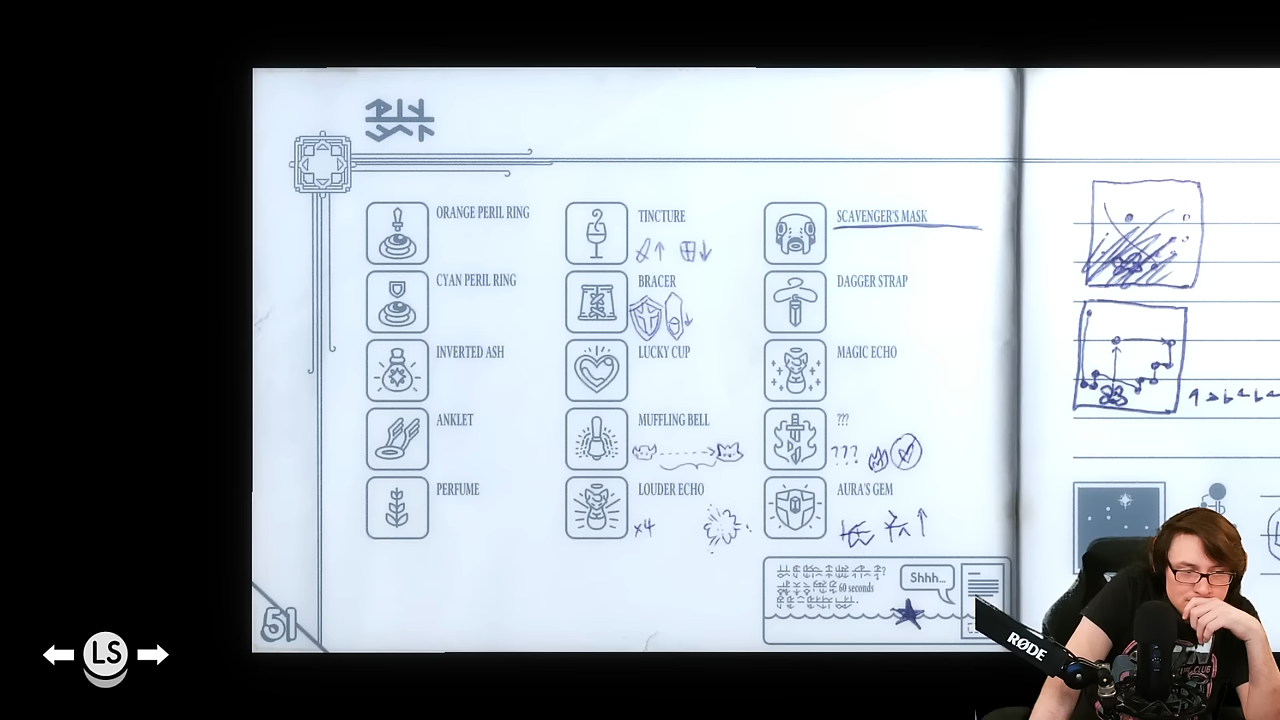 ORANGE PERIL RING
CYAN PERIL RING
INVERTED ASH
ANKLET
PERFUME
TINCTURE
BRACER
LUCKY CUP
MUFFLING BELL
LOUDER ECHO
x4
SCAVENGER'S MASK
DAGGER STRAP
MAGIC ECHO
???
???
AURA'S GEM
60 seconds
Shhh...
51
LS
RØDE